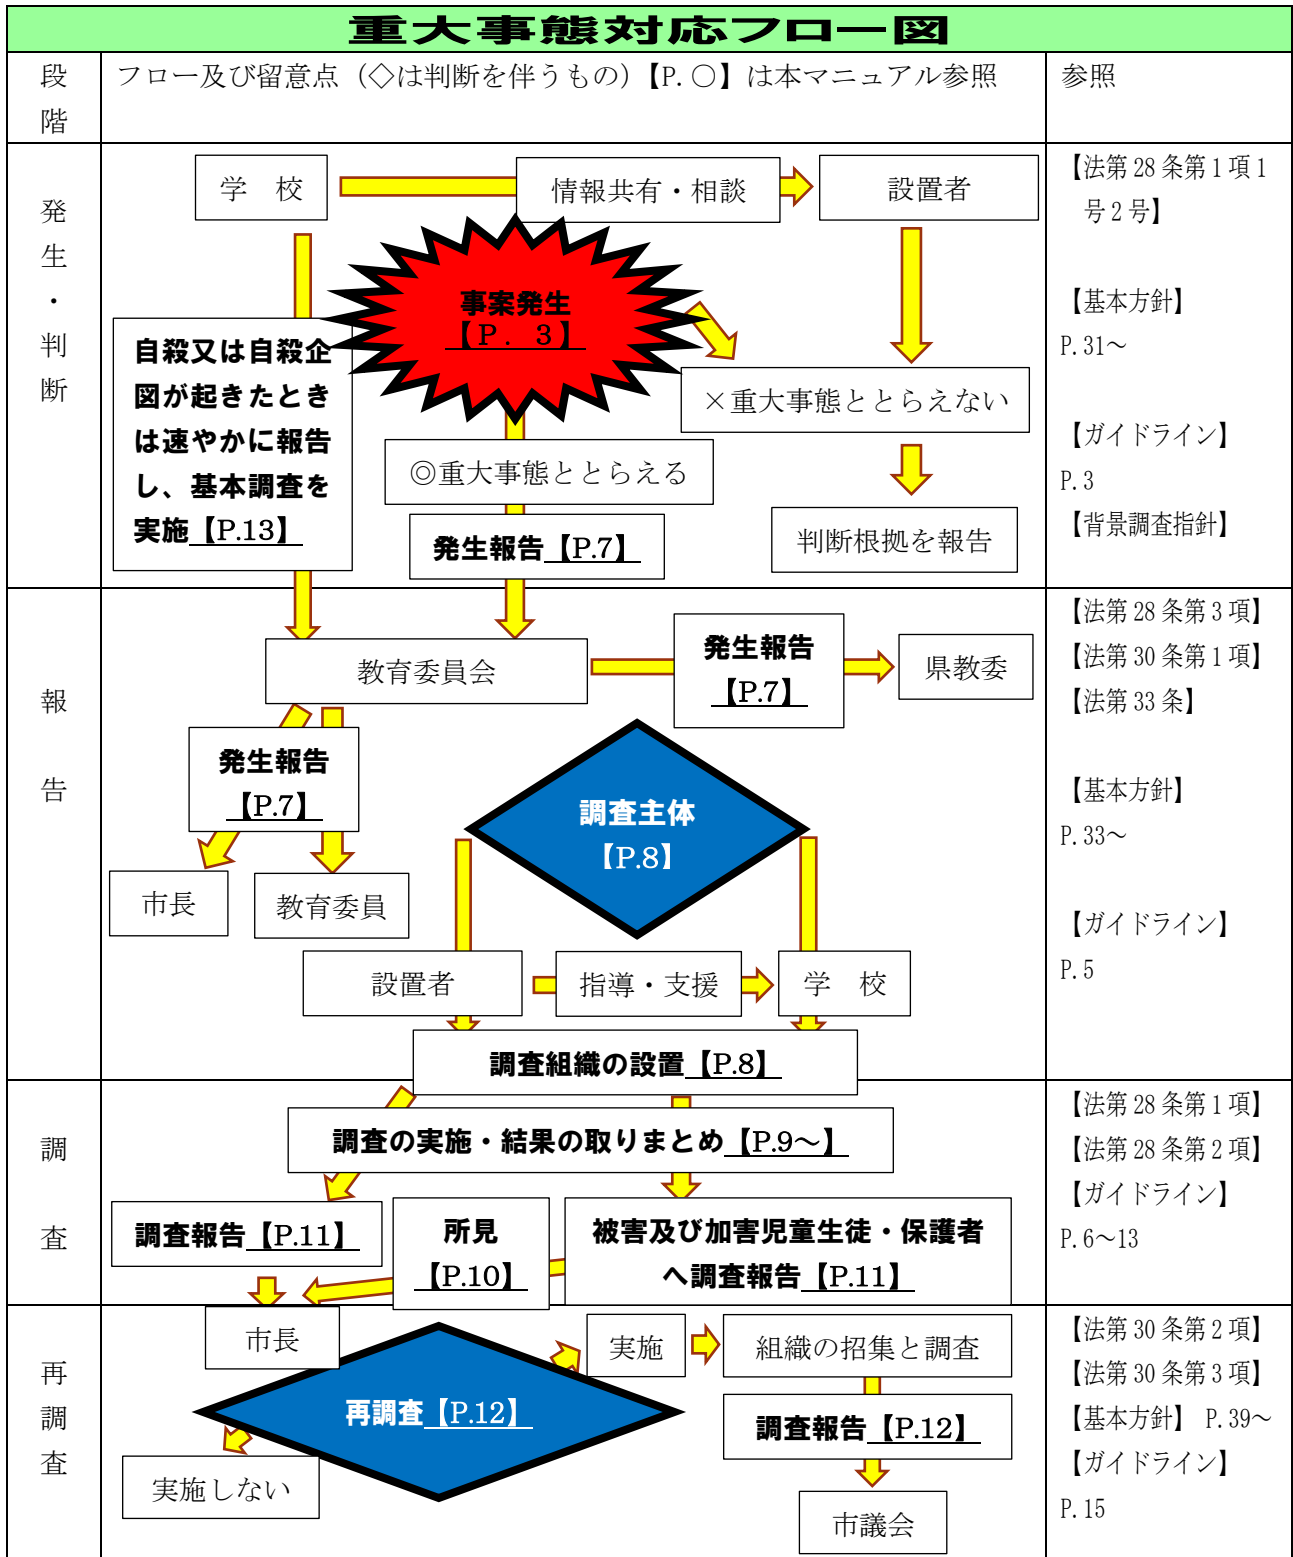 重大事態対応フロー図
段階
フロー及び留意点（◇は判断を伴うもの）【P.○】は本マニュアル参照
参照
発生・判断
学　校
情報共有・相談
設置者
事案発生
【P. 3】
自殺又は自殺企
図が起きたとき
は速やかに報告
し、基本調査を
実施【P.13】
×重大事態ととらえない
◎重大事態ととらえる
発生報告【P.7】
判断根拠を報告
【法第28条第1項1
号2号】
【基本方針】
P.31～
【ガイドライン】
P.3
【背景調査指針】
報告
教育委員会
発生報告
【P.7】
県教委
発生報告
【P.7】
調査主体
【P.8】
市長
教育委員
設置者
指導・支援
学　校
調査組織の設置【P.8】
【法第28条第3項】
【法第30条第1項】
【法第33条】
【基本方針】
P.33～
【ガイドライン】
P.5
調査
調査の実施・結果の取りまとめ【P.9～】
調査報告【P.11】
所見
【P.10】
被害及び加害児童生徒・保護者
へ調査報告【P.11】
【法第28条第1項】
【法第28条第2項】
【ガイドライン】
P.6～13
再調査
市長
実施
組織の招集と調査
再調査【P.12】
調査報告【P.12】
実施しない
市議会
【法第30条第2項】
【法第30条第3項】
【基本方針】 P.39～
【ガイドライン】
P.15